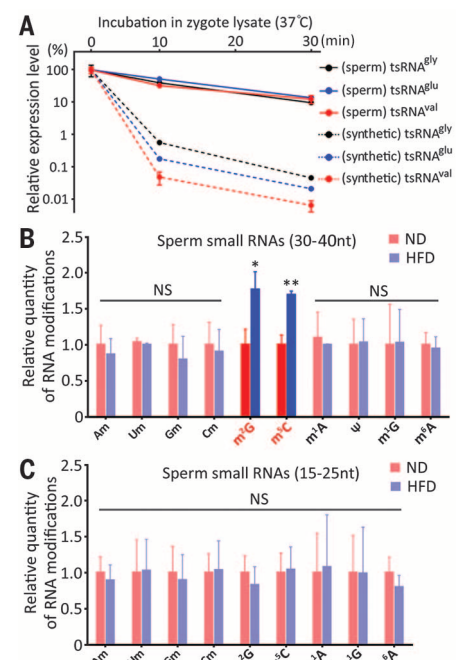 A
Incubation in zygote lysate (37℃)
0 10 20 30 (min)
(%)
100
10
1
0.1
0.01
Relative expression level
(sperm) tsRNAgly
(sperm) tsRNAglu
(sperm) tsRNAval
(synthetic) tsRNAgly
(synthetic) tsRNAglu
(synthetic) tsRNAval
B
Sperm small RNAs (30-40nt)
ND
HFD
NS
*
**
NS
2.5
2.0
1.5
1.0
0.5
0
Relative quantity
of RNA modifications
Am Um Gm Cm m²G m⁵C m¹A Ψ m¹G m⁶A
C
Sperm small RNAs (15-25nt)
ND
HFD
NS
2.5
2.0
1.5
1.0
0.5
0
Relative quantity
of RNA modifications
Am Um Gm Cm